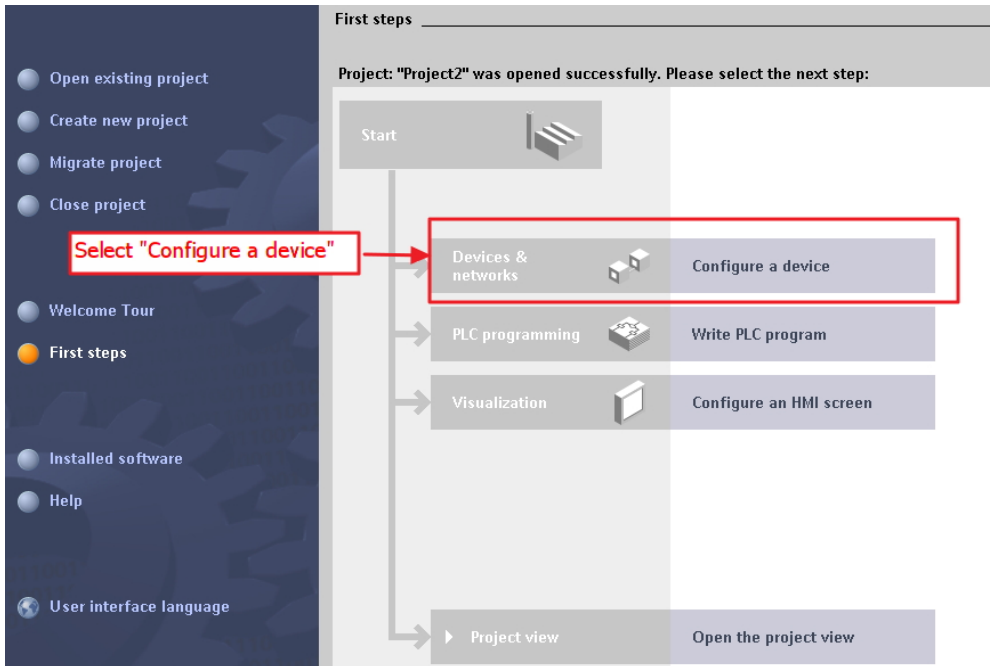 First steps
Open existing project
Create new project
Migrate project
Close project
Welcome Tour
First steps
Installed software
Help
User interface language
Project: "Project2" was opened successfully. Please select the next step:
Start
Select "Configure a device"
Devices &
networks
Configure a device
PLC programming
Write PLC program
Visualization
Configure an HMI screen
Project view
Open the project view